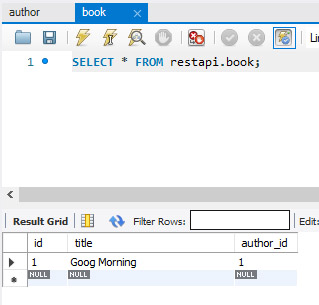 author
book
Li
1
SELECT * FROM restapi.book;
Result Grid
Filter Rows:
Edit:
id title author_id
1 Goog Morning 1
NULL NULL NULL